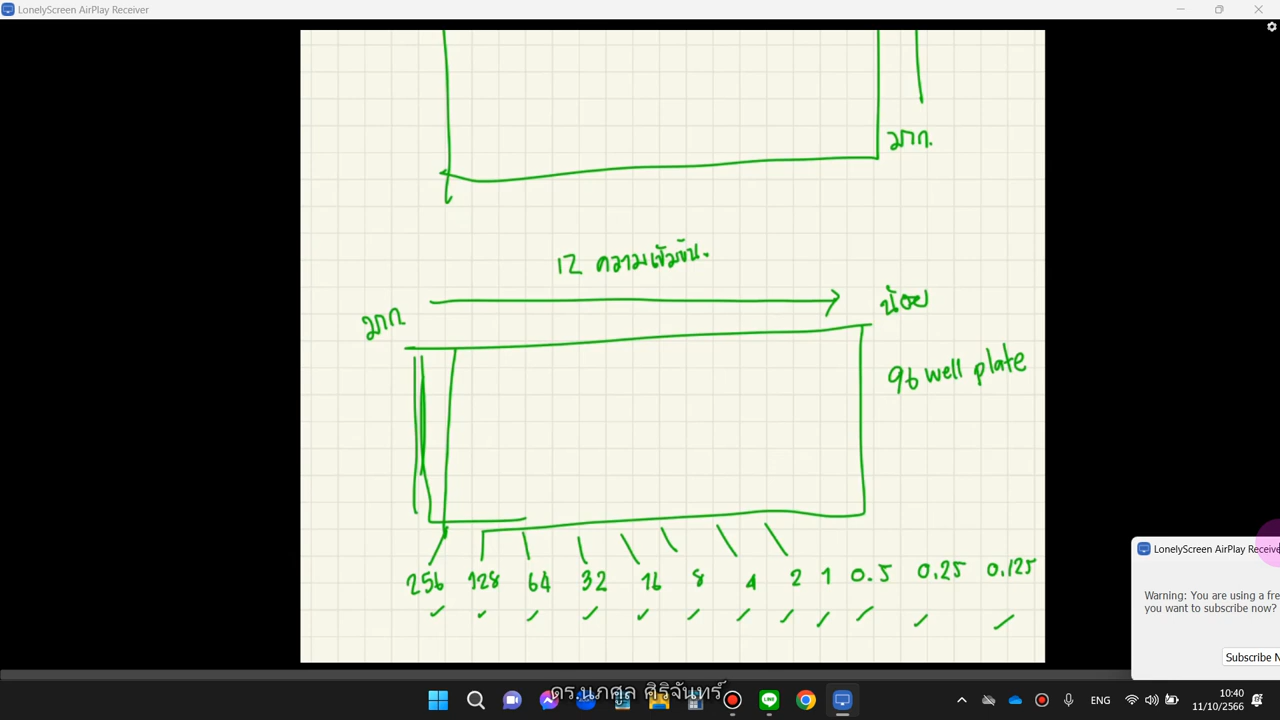 LonelyScreen AirPlay Receiver
มาก.
12 ความเข้มข้น.
มาก
น้อย
96 well plate
256 128 64 32 16 8 4 2 1 0.5 0.25 0.125
LonelyScreen AirPlay Receive
Warning: You are using a fre
you want to subscribe now?
Subscribe N
ดร.นภศูล ศิริจันทร์
ENG
10:40
11/10/2566